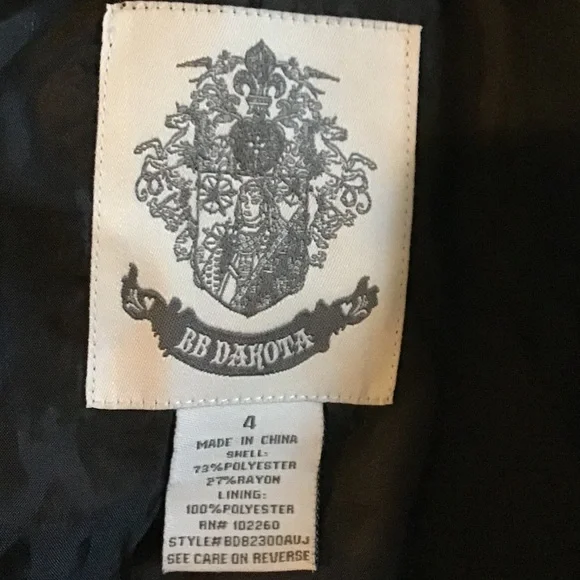 BB DAKOTA
4
MADE IN CHINA
SHELL:
73%POLYESTER
27%RAYON
LINING:
100%POLYESTER
RN# 102260
STYLE#BD82300AUJ
SEE CARE ON REVERSE